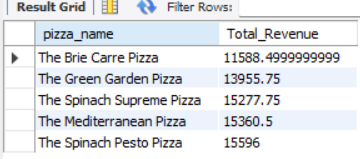 Result Grid Filter Rows:
pizza_name Total_Revenue
The Brie Carre Pizza 11588.4999999999
The Green Garden Pizza 13955.75
The Spinach Supreme Pizza 15277.75
The Mediterranean Pizza 15360.5
The Spinach Pesto Pizza 15596